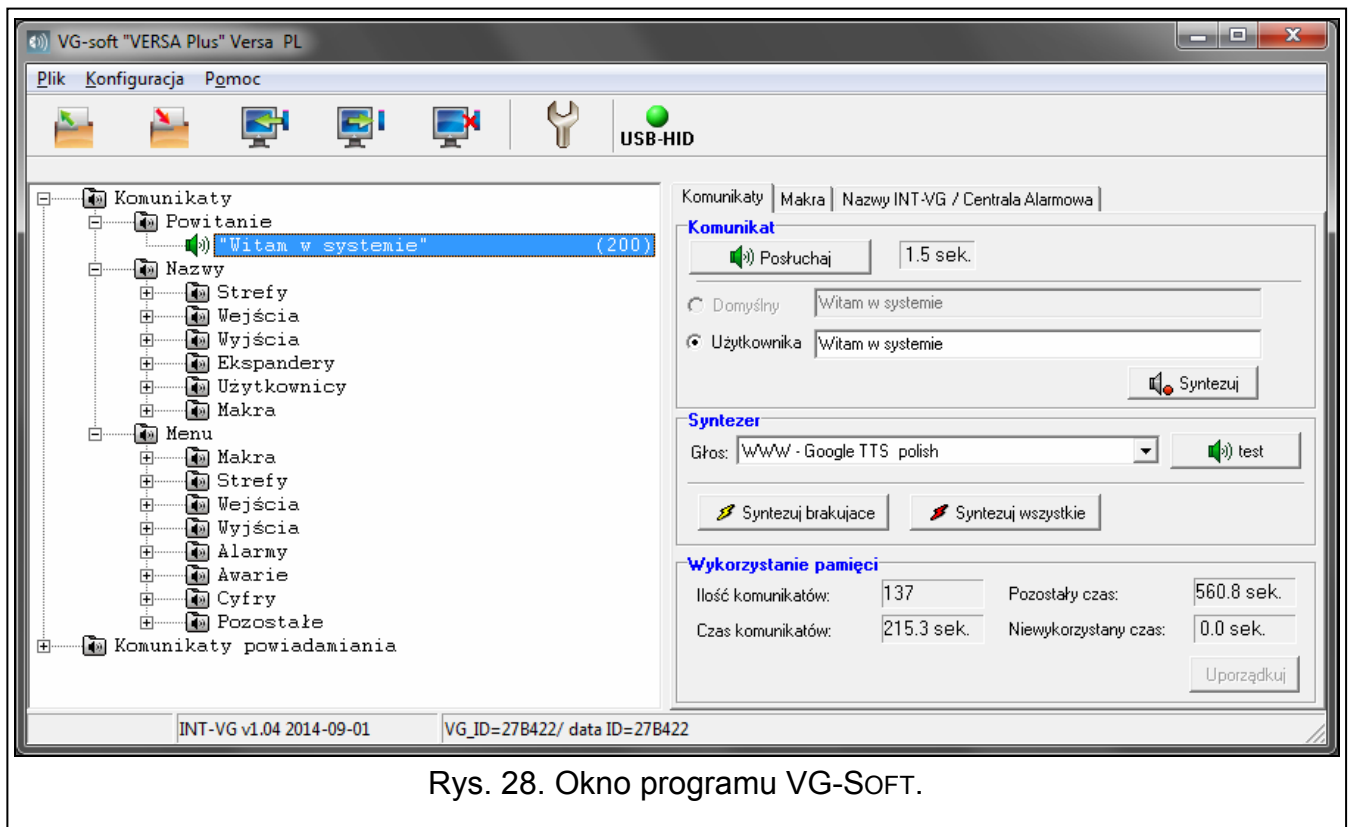 VG-soft "VERSA Plus" Versa PL
Plik Konfiguracja Pomoc
USB-HID
Komunikaty
Powitanie
"Witam w systemie" (200)
Nazwy
Strefy
Wejścia
Wyjścia
Ekspandery
Użytkownicy
Makra
Menu
Makra
Strefy
Wejścia
Wyjścia
Alarmy
Awarie
Cyfry
Pozostałe
Komunikaty powiadamiania
Komunikaty Makra Nazwy INT-VG / Centrala Alarmowa
Komunikat
Posłuchaj 1.5 sek.
Domyślny Witam w systemie
Użytkownika Witam w systemie
Syntezuj
Syntezer
Głos: WWW - Google TTS polish test
Syntezuj brakujace Syntezuj wszystkie
Wykorzystanie pamięci
Ilość komunikatów: 137 Pozostały czas: 560.8 sek.
Czas komunikatów: 215.3 sek. Niewykorzystany czas: 0.0 sek.
Uporządkuj
INT-VG v1.04 2014-09-01 VG_ID=27B422/ data ID=27B422
Rys. 28. Okno programu VG-SOFT.